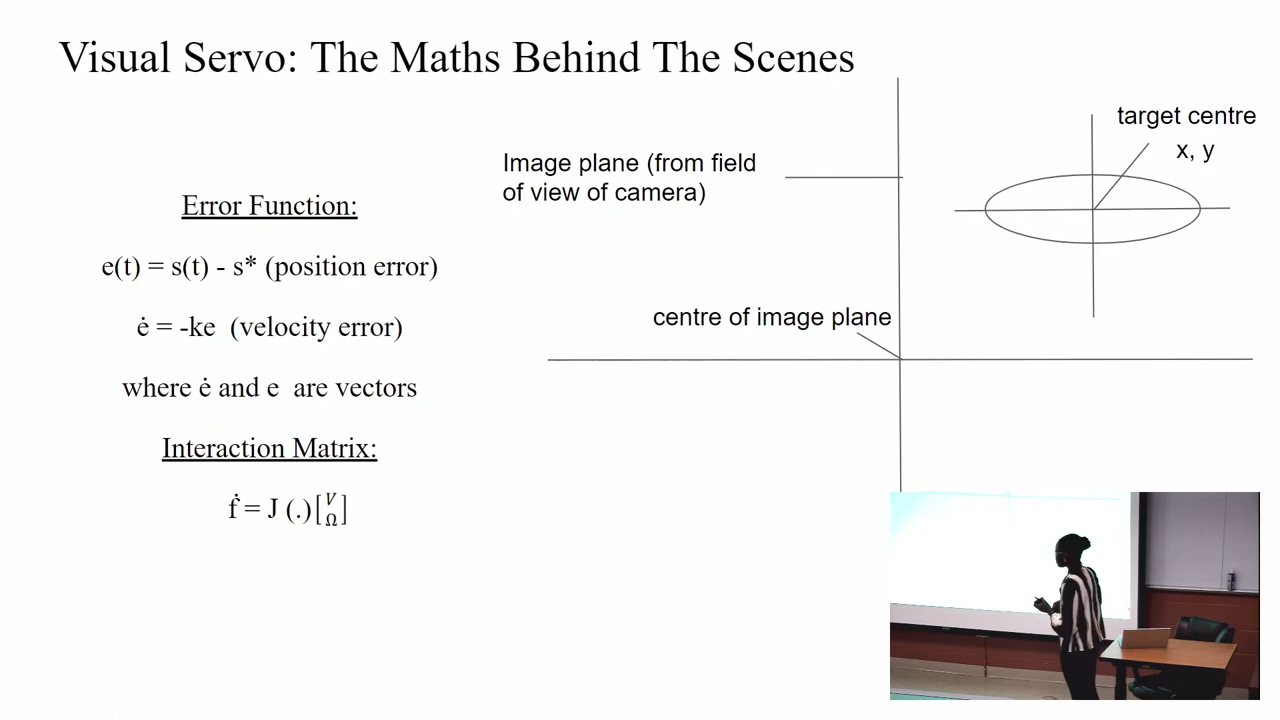 Visual Servo: The Maths Behind The Scenes
Error Function:
e(t) = s(t) - s* (position error)
ė = -ke (velocity error)
where ė and e are vectors
Interaction Matrix:
ḟ = J (.)[V Ω]
Image plane (from field
of view of camera)
centre of image plane
target centre
x, y